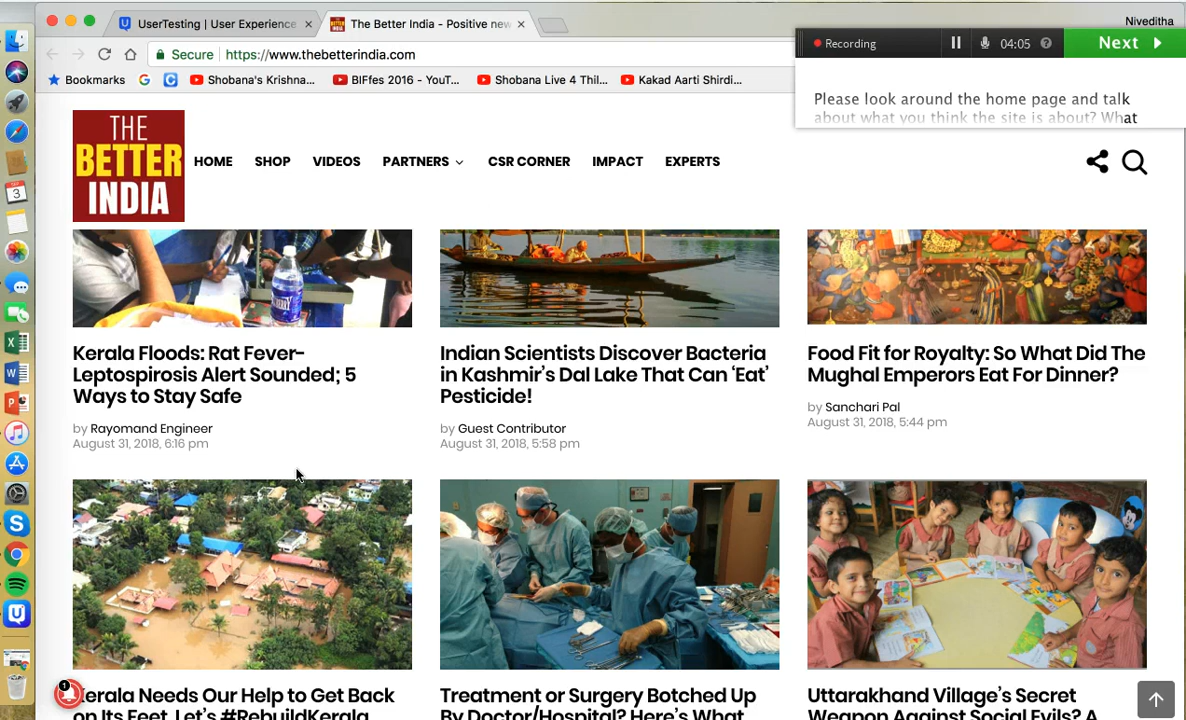 UserTesting | User Experience
The Better India - Positive new
Niveditha
Secure | https://www.thebetterindia.com
Recording
04:05
Next
Bookmarks
Shobana's Krishna...
BIFfes 2016 - YouT...
Shobana Live 4 Thil...
Kakad Aarti Shirdi...
Please look around the home page and talk
about what you think the site is about? What
THE
BETTER
INDIA
HOME
SHOP
VIDEOS
PARTNERS
CSR CORNER
IMPACT
EXPERTS
Kerala Floods: Rat Fever-
Leptospirosis Alert Sounded; 5
Ways to Stay Safe
by Rayomand Engineer
August 31, 2018, 6:16 pm
Indian Scientists Discover Bacteria
in Kashmir's Dal Lake That Can ‘Eat’
Pesticide!
by Guest Contributor
August 31, 2018, 5:58 pm
Food Fit for Royalty: So What Did The
Mughal Emperors Eat For Dinner?
by Sanchari Pal
August 31, 2018, 5:44 pm
Kerala Needs Our Help to Get Back
on Its Feet. Let's #RebuildKerala
Treatment or Surgery Botched Up
By Doctor/Hospital? Here's What
Uttarakhand Village's Secret
Weapon Against Social Evils? A
1
3